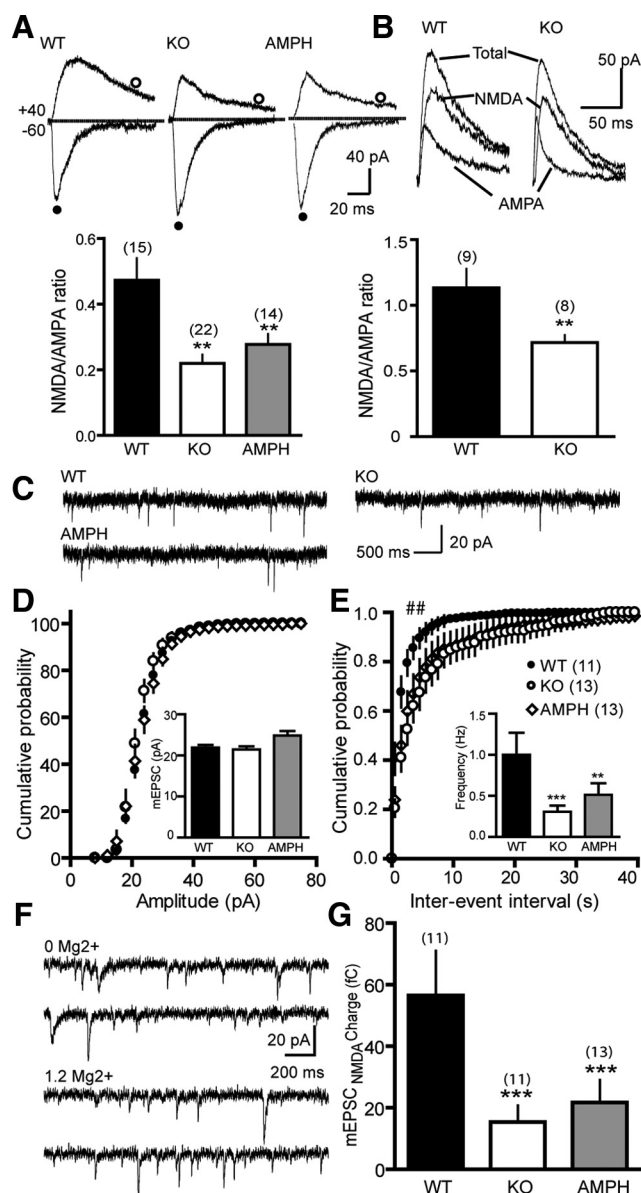 A
WT
KO
AMPH
+40
-60
40 pA
20 ms
NMDA/AMPA ratio
0.6
0.4
0.2
0.0
(15)
(22)
**
(14)
**
WT
KO
AMPH
B
WT
KO
Total
NMDA
AMPA
50 pA
50 ms
NMDA/AMPA ratio
1.5
1.0
0.5
0
(9)
(8)
**
WT
KO
C
WT
AMPH
KO
500 ms
20 pA
D
Cumulative probability
100
80
60
40
20
0
0
20
40
60
80
Amplitude (pA)
mEPSC (pA)
30
20
10
0
WT
KO
AMPH
E
Cumulative probability
1.0
0.8
0.6
0.4
0.2
0.0
##
WT (11)
KO (13)
AMPH (13)
Frequency (Hz)
1.5
1.0
0.5
0.0
***
**
WT
KO
AMPH
0
10
20
30
40
Inter-event interval (s)
F
0 Mg2+
20 pA
200 ms
1.2 Mg2+
G
mEPSC NMDA Charge (fC)
80
60
40
20
0
(11)
(11)
***
(13)
***
WT
KO
AMPH